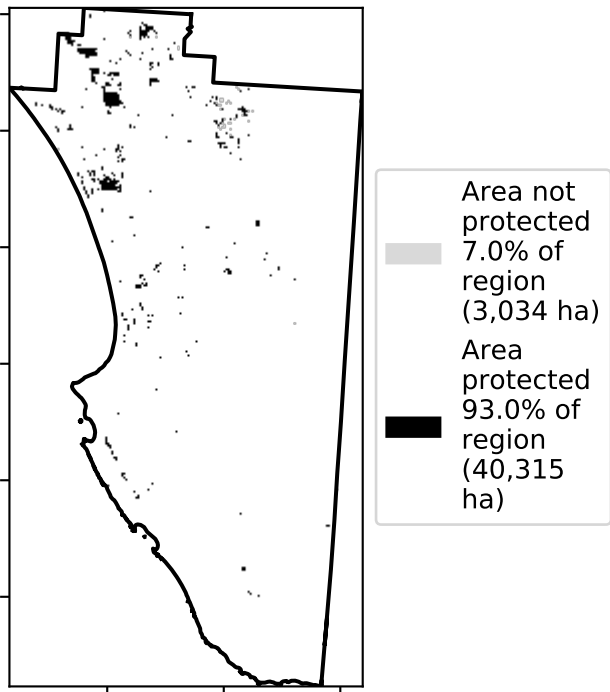 Area not
protected
7.0% of
region
(3,034 ha)
Area
protected
93.0% of
region
(40,315
ha)